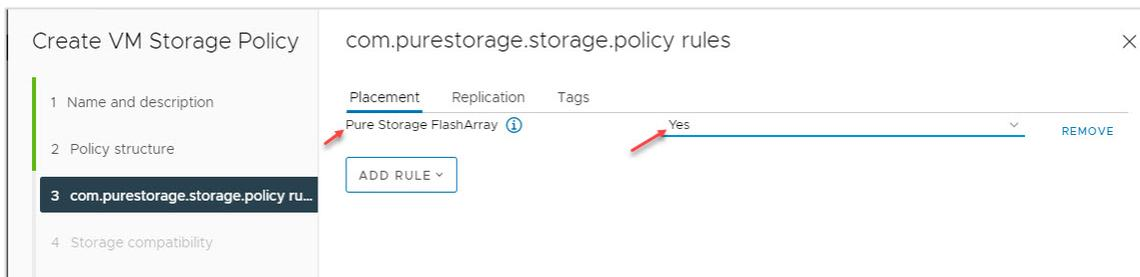 Create VM Storage Policy
1 Name and description
2 Policy structure
3 com.purestorage.storage.policy ru...
4 Storage compatibility
com.purestorage.storage.policy rules
Placement Replication Tags
Pure Storage FlashArray Yes REMOVE
ADD RULE